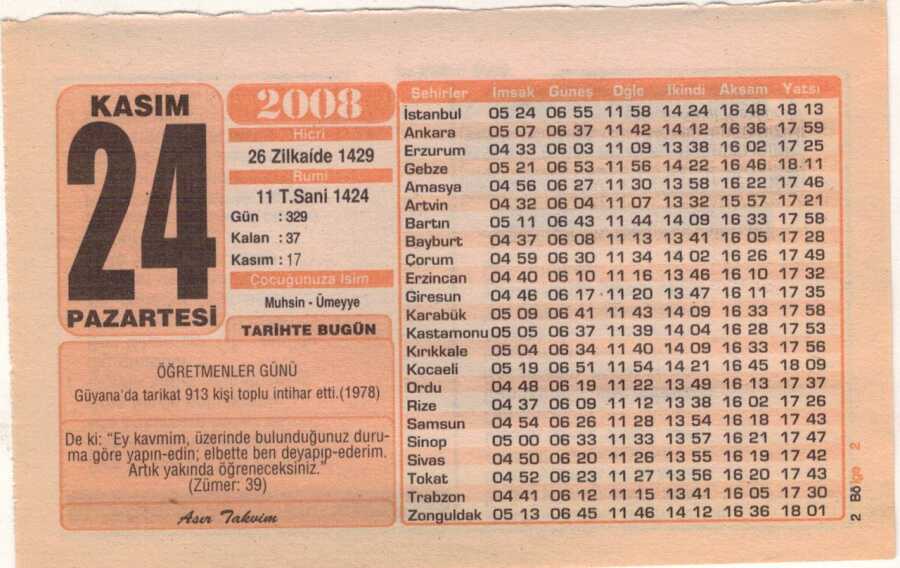 KASIM
24
PAZARTESİ
2008
Hicri
26 Zilkaíde 1429
Rumi
11 T.Sani 1424
Gün : 329
Kalan : 37
Kasım : 17
Çocuğunuza İsim
Muhsin - Ümeyye
TARİHTE BUGÜN
ÖĞRETMENLER GÜNÜ
Güyana'da tarikat 913 kişi toplu intihar etti.(1978)
De ki: "Ey kavmim, üzerinde bulunduğunuz duru-
ma göre yapın-edin; elbette ben deyapıp-ederim.
Artık yakında öğreneceksiniz."
(Zümer: 39)
Asır Takvim
Şehirler İmsak Güneş Öğle İkindi Akşam Yatsı
İstanbul 05 24 06 55 11 58 14 24 16 48 18 13
Ankara 05 07 06 37 11 42 14 12 16 36 17 59
Erzurum 04 33 06 03 11 09 13 38 16 02 17 25
Gebze 05 21 06 53 11 56 14 22 16 46 18 11
Amasya 04 56 06 27 11 30 13 58 16 22 17 46
Artvin 04 32 06 04 11 07 13 32 15 57 17 21
Bartın 05 11 06 43 11 44 14 09 16 33 17 58
Bayburt 04 37 06 08 11 13 13 41 16 05 17 28
Çorum 04 59 06 30 11 34 14 02 16 26 17 49
Erzincan 04 40 06 10 11 16 13 46 16 10 17 32
Giresun 04 46 06 17 11 20 13 47 16 11 17 35
Karabük 05 09 06 41 11 43 14 09 16 33 17 58
Kastamonu 05 05 06 37 11 39 14 04 16 28 17 53
Kırıkkale 05 04 06 34 11 40 14 09 16 33 17 56
Kocaeli 05 19 06 51 11 54 14 21 16 45 18 09
Ordu 04 48 06 19 11 22 13 49 16 13 17 37
Rize 04 37 06 09 11 12 13 38 16 02 17 26
Samsun 04 54 06 26 11 28 13 54 16 18 17 43
Sinop 05 00 06 33 11 33 13 57 16 21 17 47
Sivas 04 50 06 20 11 26 13 55 16 19 17 42
Tokat 04 52 06 23 11 27 13 56 16 20 17 43
Trabzon 04 41 06 12 11 15 13 41 16 05 17 30
Zonguldak 05 13 06 45 11 46 14 12 16 36 18 01
2 Bölge 2